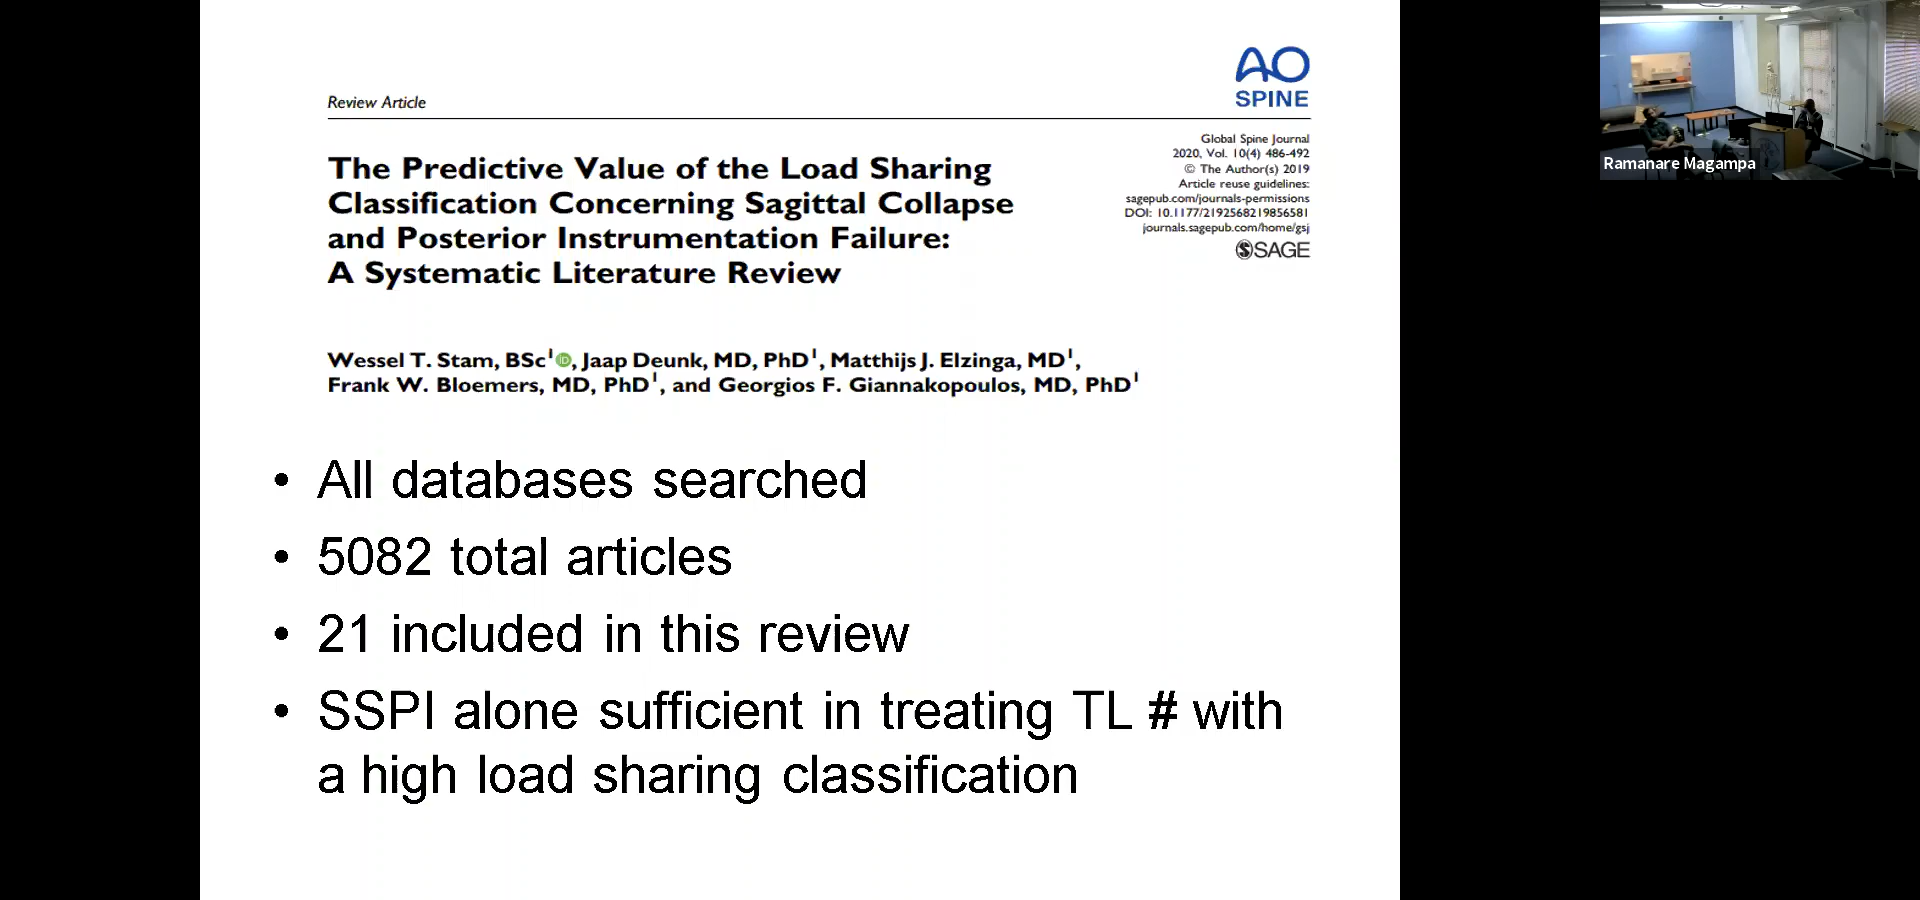 AO
SPINE
Review Article
Global Spine Journal
2020, Vol. 10(4) 486-492
© The Author(s) 2019
Article reuse guidelines:
sagepub.com/journals-permissions
DOI: 10.1177/2192568219856581
journals.sagepub.com/home/gsj
SAGE
The Predictive Value of the Load Sharing
Classification Concerning Sagittal Collapse
and Posterior Instrumentation Failure:
A Systematic Literature Review
Wessel T. Stam, BSc¹ iD, Jaap Deunk, MD, PhD¹, Matthijs J. Elzinga, MD¹,
Frank W. Bloemers, MD, PhD¹, and Georgios F. Giannakopoulos, MD, PhD¹
• All databases searched
• 5082 total articles
• 21 included in this review
• SSPI alone sufficient in treating TL # with
a high load sharing classification
Ramanare Magampa